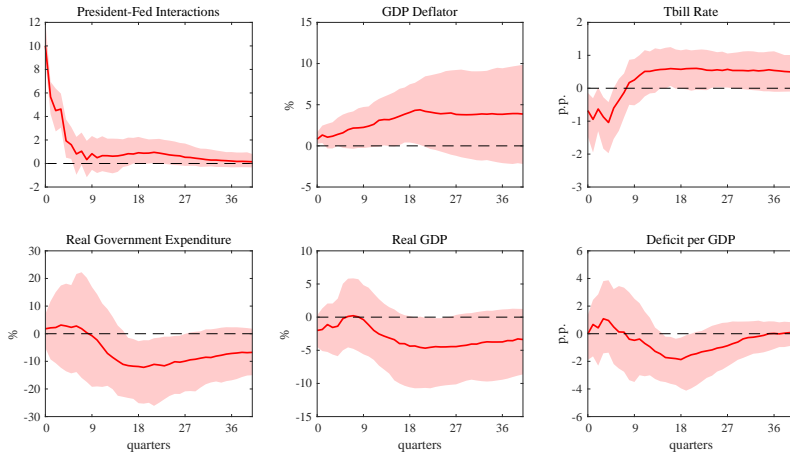 President-Fed Interactions
12
10
8
6
4
2
0
-2
0 9 18 27 36
GDP Deflator
%
15
10
5
0
-5
0 9 18 27 36
Tbill Rate
p.p.
2
1
0
-1
-2
-3
0 9 18 27 36
Real Government Expenditure
%
30
20
10
0
-10
-20
-30
0 9 18 27 36
quarters
Real GDP
%
10
5
0
-5
-10
-15
0 9 18 27 36
quarters
Deficit per GDP
p.p.
6
4
2
0
-2
-4
-6
0 9 18 27 36
quarters